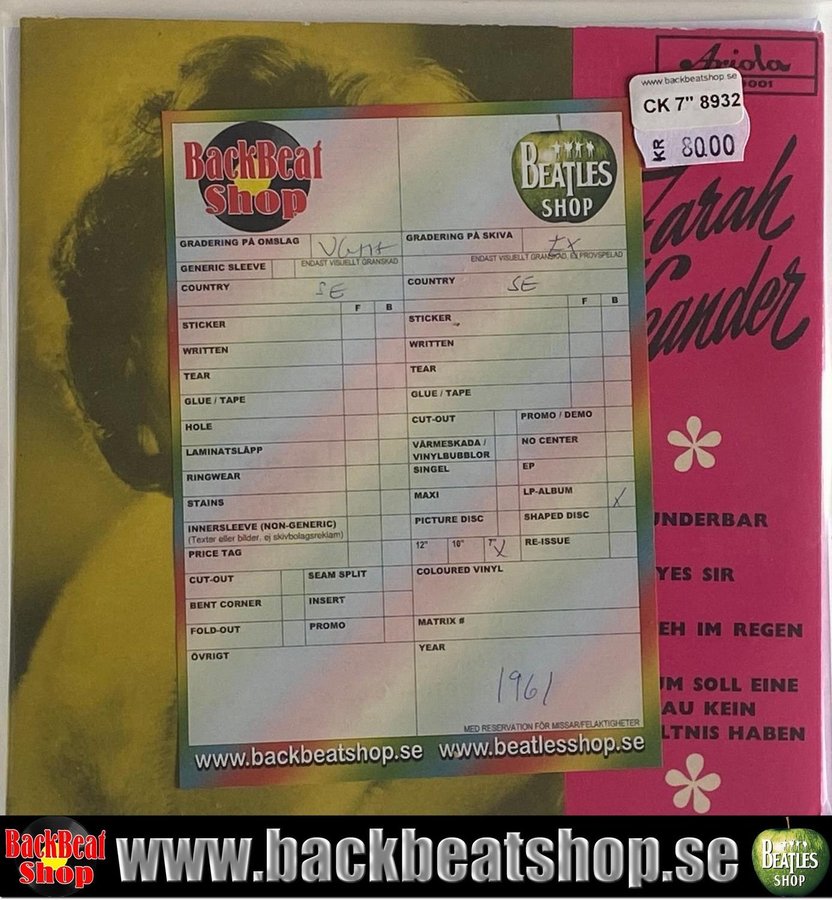 Ariola
001
www.backbeatshop.se
CK 7" 8932
KR 80.00
Zarah
Leander
BackBeat
Shop
BEATLES
SHOP
GRADERING PÅ OMSLAG
VG++
ENDAST VISUELLT GRANSKAD
GENERIC SLEEVE
COUNTRY
SE
F B
STICKER
WRITTEN
TEAR
GLUE / TAPE
HOLE
LAMINATSLÄPP
RINGWEAR
STAINS
INNERSLEEVE (NON-GENERIC)
(Texter eller bilder, ej skivbolagsreklam)
PRICE TAG
CUT-OUT SEAM SPLIT
BENT CORNER INSERT
FOLD-OUT PROMO
ÖVRIGT
GRADERING PÅ SKIVA
EX
ENDAST VISUELLT GRANSKAD, EJ PROVSPELAD
COUNTRY
SE
F B
STICKER
WRITTEN
TEAR
GLUE / TAPE
CUT-OUT PROMO / DEMO
VÄRMESKADA / NO CENTER
VINYLBUBBLOR
SINGEL EP
MAXI LP-ALBUM X
PICTURE DISC SHAPED DISC
12" 10" 7" X RE-ISSUE
COLOURED VINYL
MATRIX #
YEAR
1961
MED RESERVATION FÖR MISSAR/FELAKTIGHETER
www.backbeatshop.se www.beatlesshop.se
UNDERBAR
YES SIR
EH IM REGEN
UM SOLL EINE
AU KEIN
LTNIS HABEN
BackBeat
Shop
www.backbeatshop.se
BEATLES
SHOP